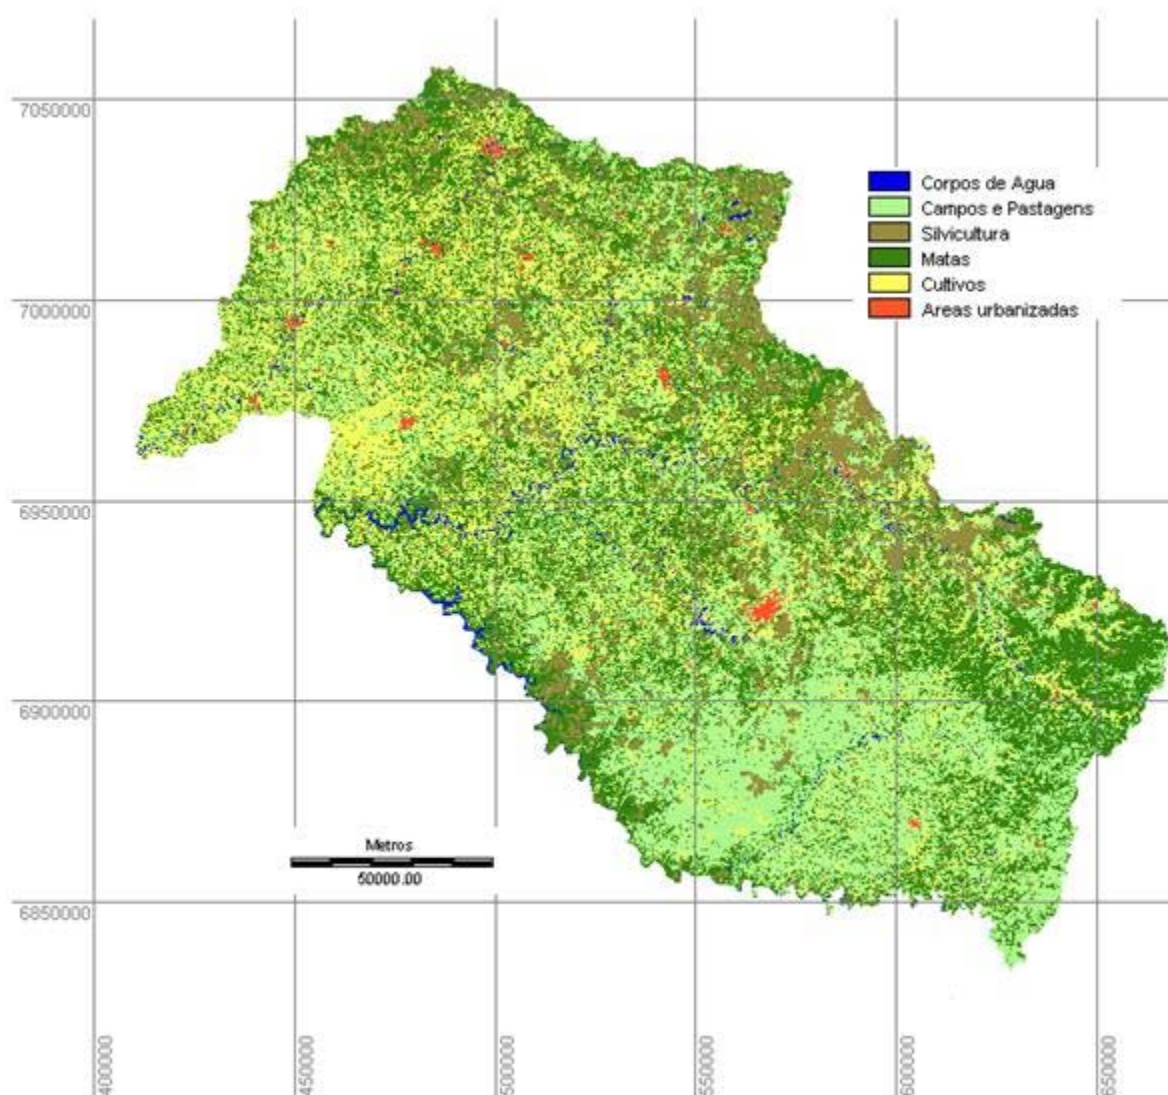 7050000
Corpos de Agua
Campos e Pastagens
Silvicultura
Matas
Cultivos
Areas urbanizadas
7000000
6950000
6900000
Metros
50000.00
6850000
400000
450000
500000
550000
600000
650000